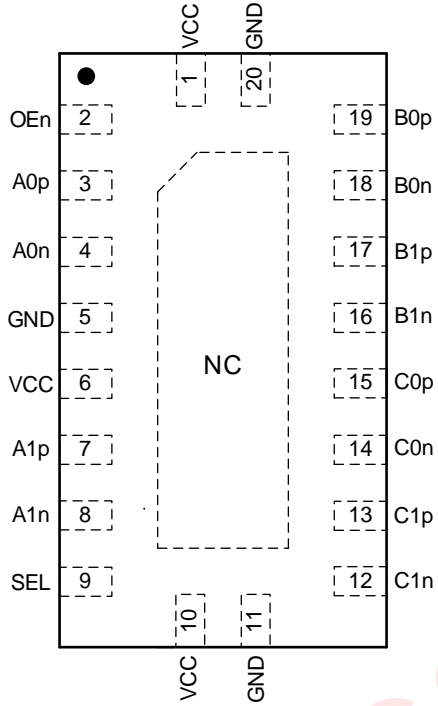 VCC GND
1 20
OEn 2 19 B0p
A0p 3 18 B0n
A0n 4 17 B1p
GND 5 16 B1n
VCC 6 NC 15 C0p
A1p 7 14 C0n
A1n 8 13 C1p
SEL 9 12 C1n
10 11
VCC GND